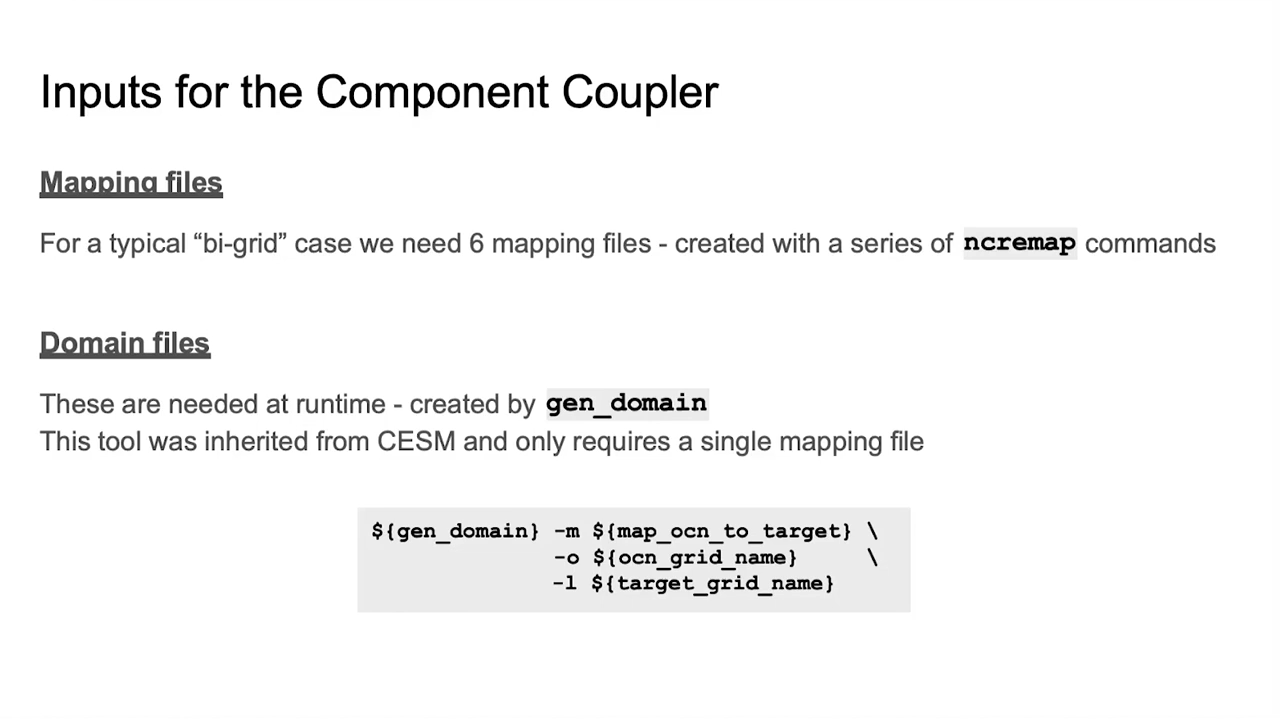 Inputs for the Component Coupler
Mapping files
For a typical “bi-grid” case we need 6 mapping files - created with a series of ncremap commands
Domain files
These are needed at runtime - created by gen_domain
This tool was inherited from CESM and only requires a single mapping file
${gen_domain} -m ${map_ocn_to_target} \
-o ${ocn_grid_name} \
-l ${target_grid_name}